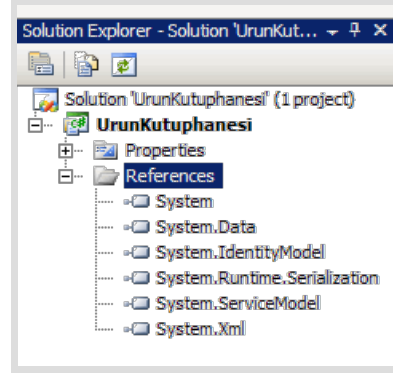 Solution Explorer - Solution 'UrunKut...
Solution 'UrunKutuphanesi' (1 project)
UrunKutuphanesi
Properties
References
System
System.Data
System.IdentityModel
System.Runtime.Serialization
System.ServiceModel
System.Xml